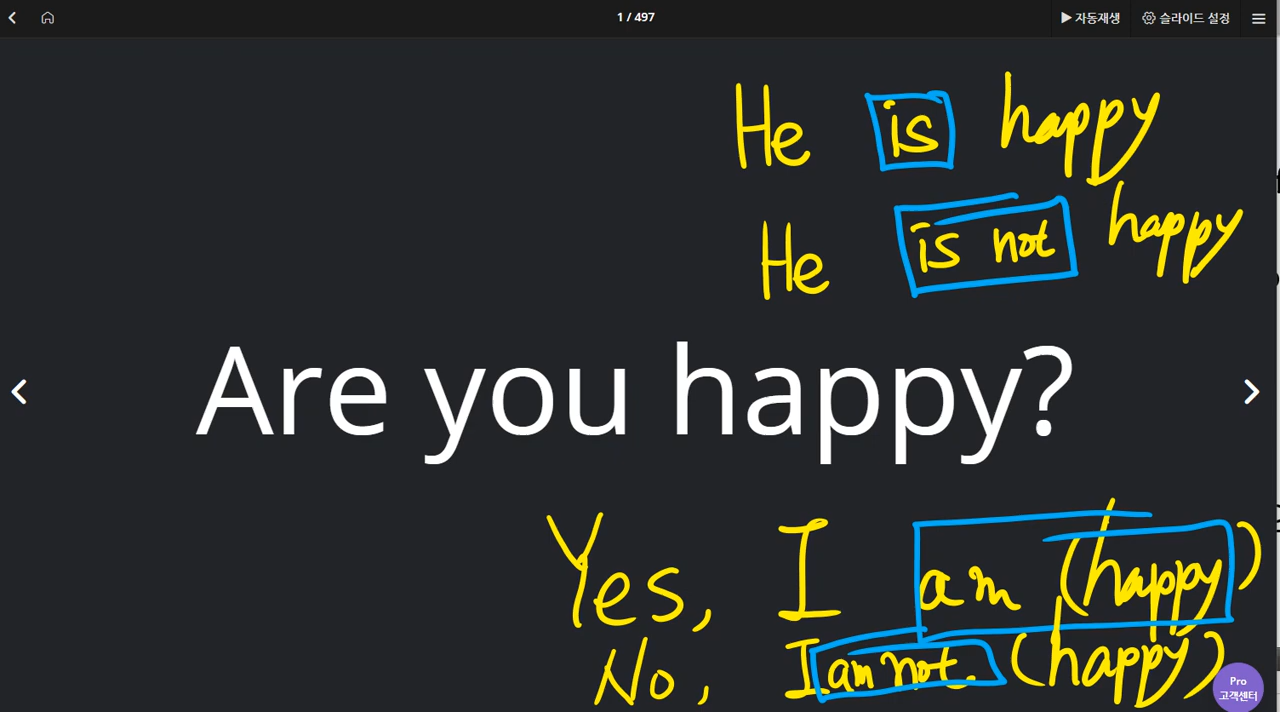 1 / 497
자동재생
슬라이드 설정
He is happy
He is not happy
Are you happy?
Yes, I am (happy)
No, I am not. (happy)
Pro
고객센터